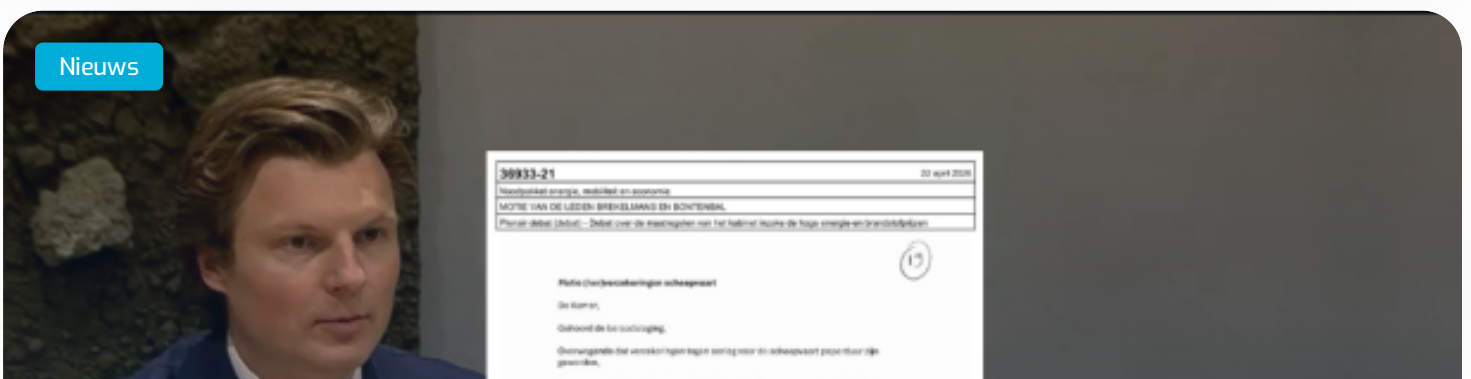 Nieuws
36933-21
22 april 2026
Noodpakket energie, mobiliteit en economie
MOTIE VAN DE LEDEN BREKELMANS EN BONTENBAL
Plenair debat (debat) - Debat over de maatregelen van het kabinet inzake de hoge energie-en brandstofprijzen
Motie (her)verzekeringen scheepvaart
De Kamer,
Gehoord de beraadslaging,
Overwegende dat verzekeringen tegen oorlog voor de scheepvaart peperduur zijn
geworden,